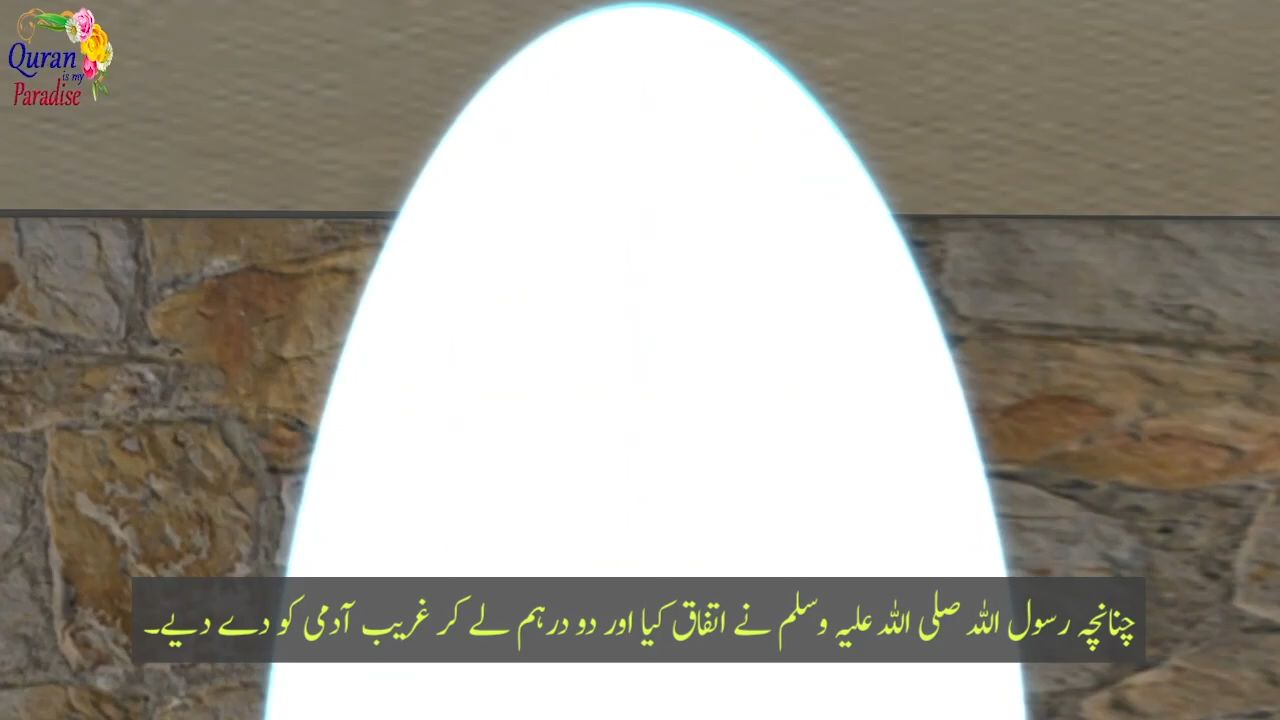 Quran
is my
Paradise
چنانچہ رسول اللہ صلی اللہ علیہ وسلم نے اتفاق کیا اور دو درہم لے کر غریب آدمی کو دے دیے۔